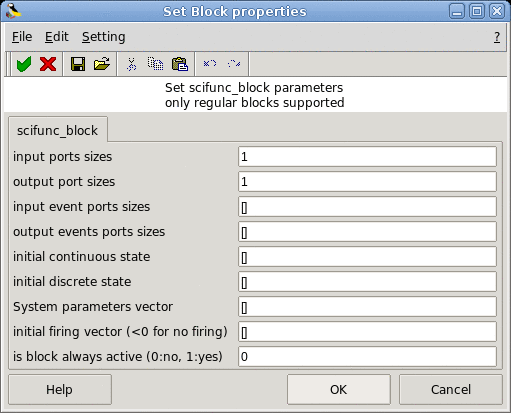 Set Block properties
File Edit Setting ?
Set scifunc_block parameters
only regular blocks supported
scifunc_block
input ports sizes 1
output port sizes 1
input event ports sizes []
output events ports sizes []
initial continuous state []
initial discrete state []
System parameters vector []
initial firing vector (<0 for no firing) []
is block always active (0:no, 1:yes) 0
Help OK Cancel